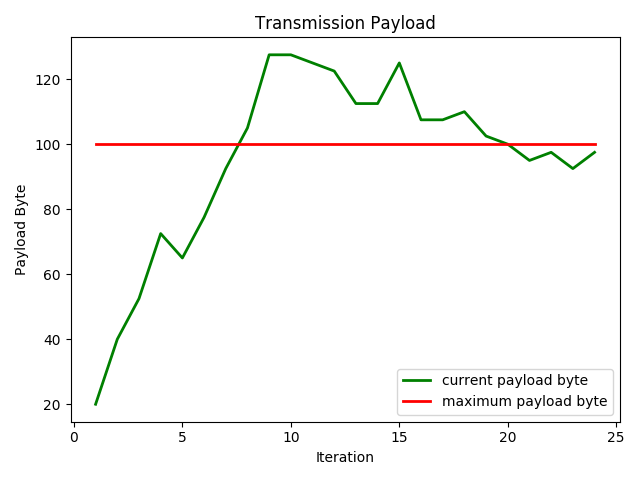 Transmission Payload
Payload Byte
120
100
80
60
40
20
0
5
10
15
20
25
Iteration
current payload byte
maximum payload byte